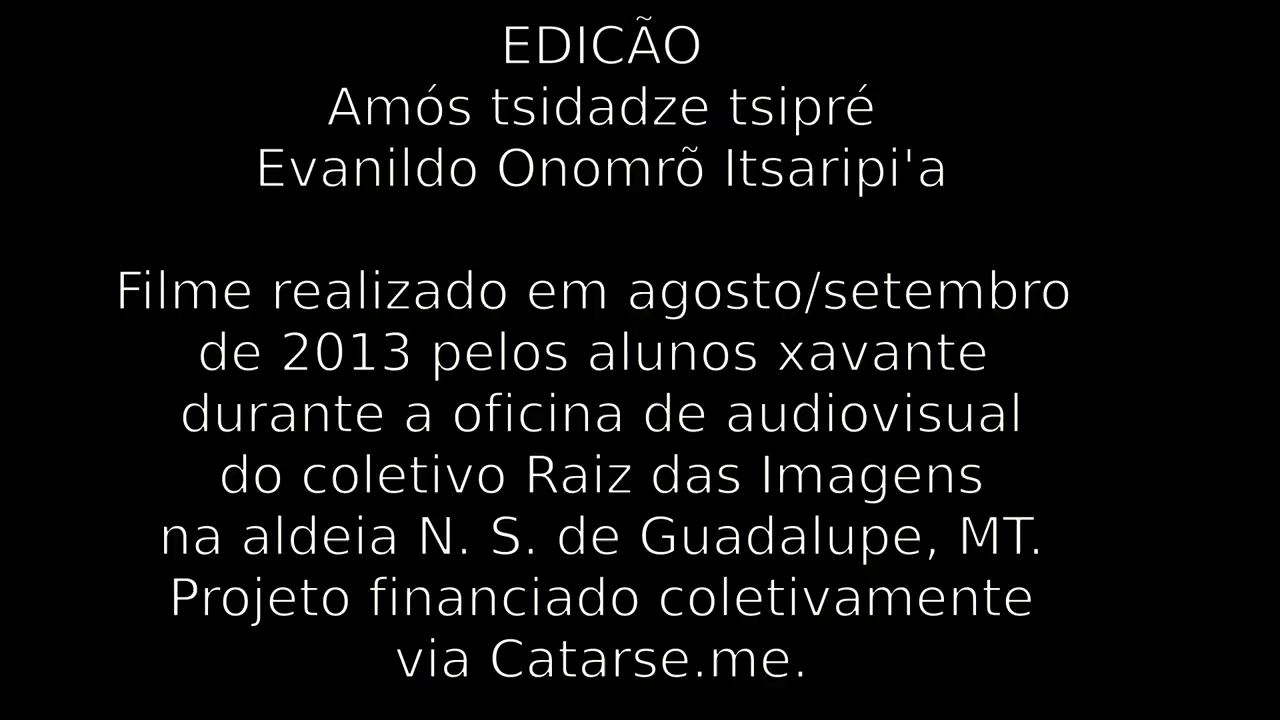 EDICÃO
Amós tsidadze tsipré
Evanildo Onomrõ Itsaripi'a
Filme realizado em agosto/setembro
de 2013 pelos alunos xavante
durante a oficina de audiovisual
do coletivo Raiz das Imagens
na aldeia N. S. de Guadalupe, MT.
Projeto financiado coletivamente
via Catarse.me.